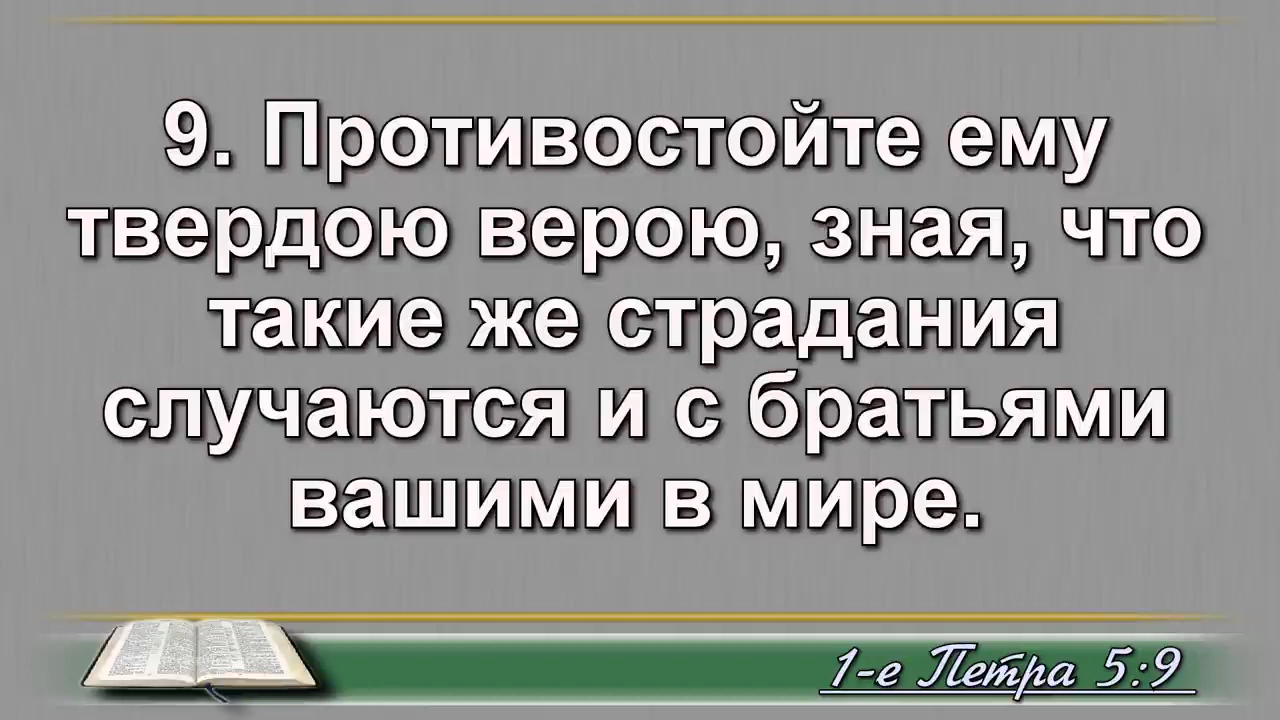 9. Противостойте ему
твердою верою, зная, что
такие же страдания
случаются и с братьями
вашими в мире.
1-е Петра 5:9